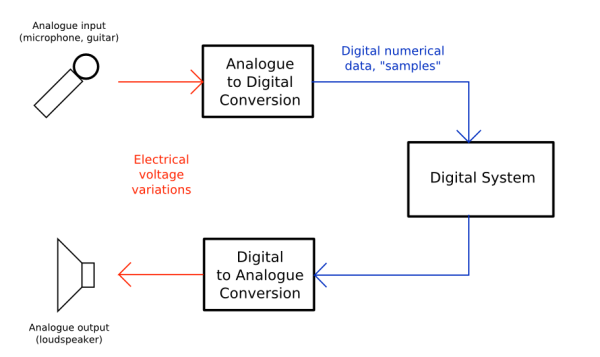 Analogue input
(microphone, guitar)
Analogue
to Digital
Conversion
Digital numerical
data, "samples"
Electrical
voltage
variations
Digital System
Digital
to Analogue
Conversion
Analogue output
(loudspeaker)